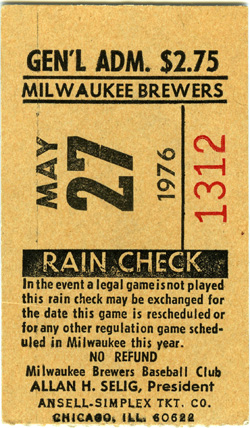 GEN'L ADM. $2.75
MILWAUKEE BREWERS
MAY
27
1976
1312
RAIN CHECK
In the event a legal game is not played
this rain check may be exchanged for
the date this game is rescheduled or
for any other regulation game sched-
uled in Milwaukee this year.
NO REFUND
Milwaukee Brewers Baseball Club
ALLAN H. SELIG, President
ANSELL-SIMPLEX TKT. CO.
CHICAGO, ILL. 60622